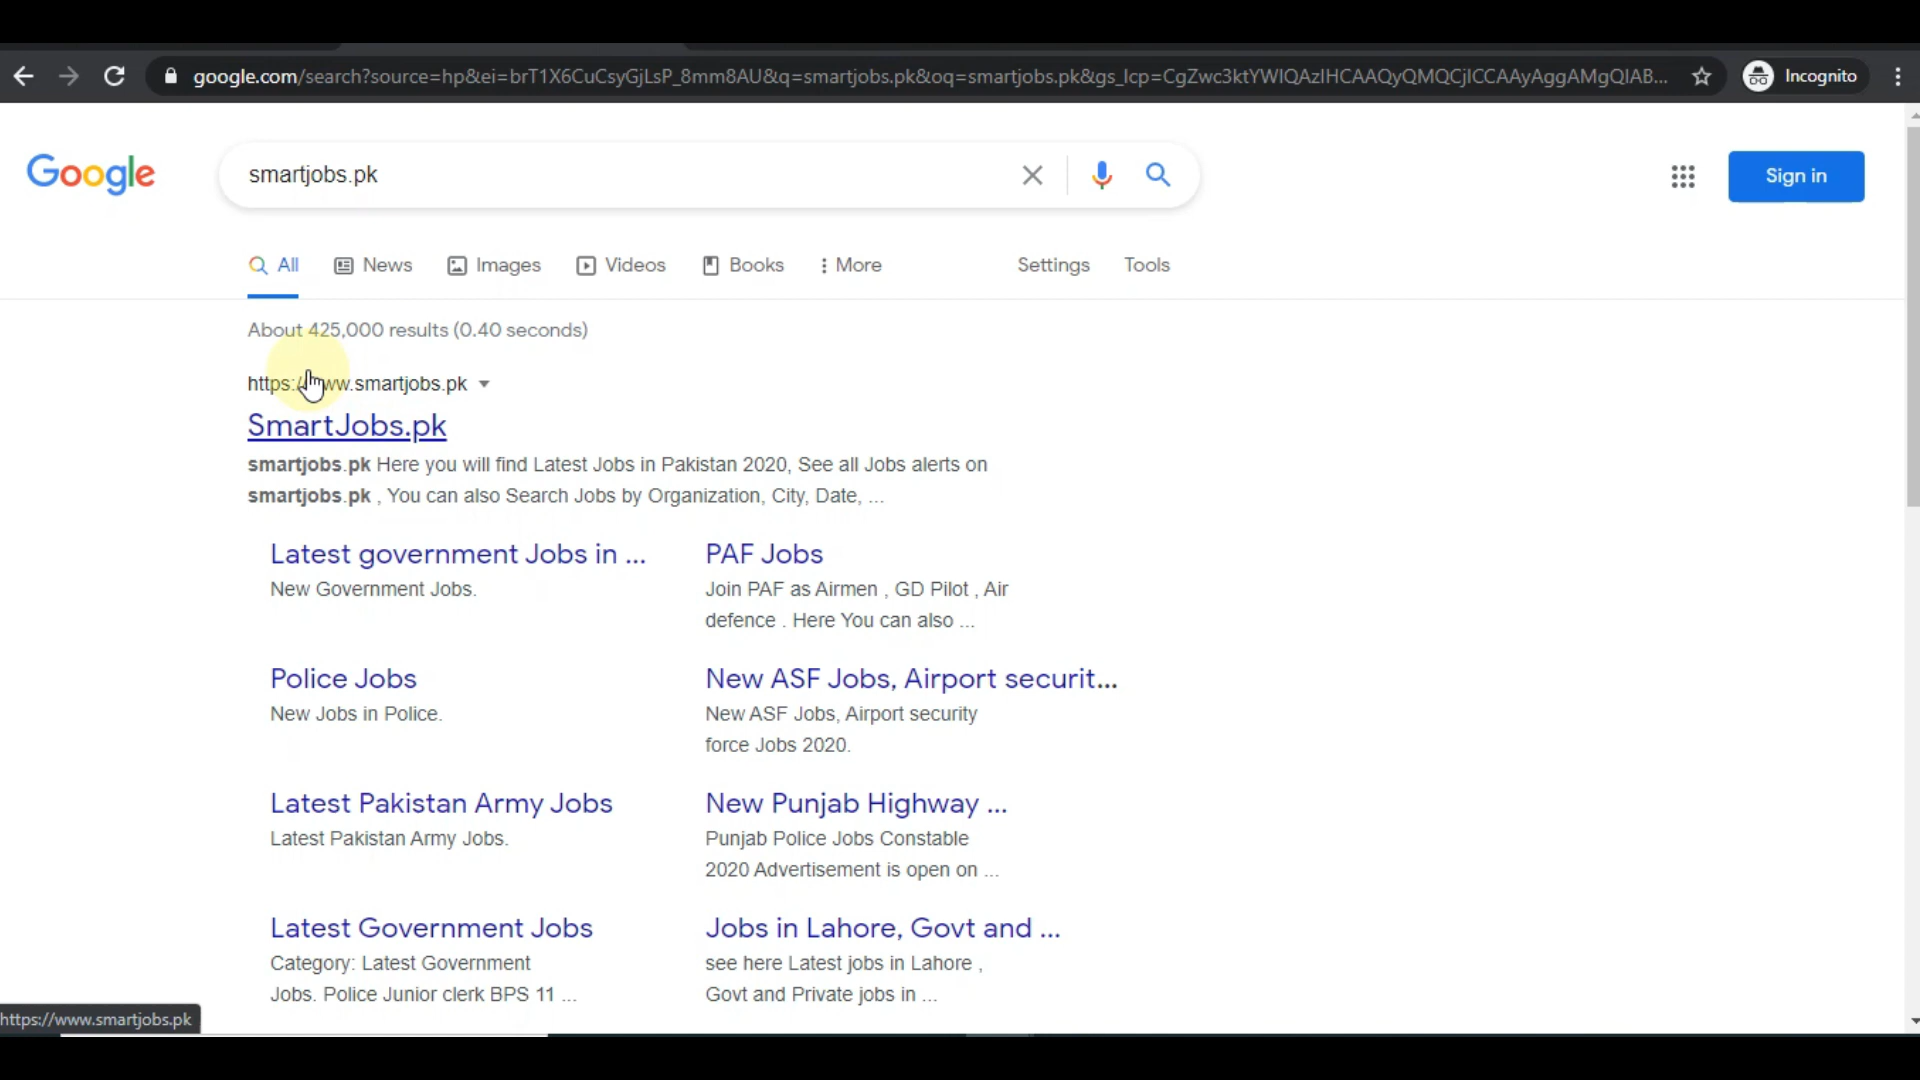 google.com/search?source=hp&ei=brT1X6CuCsyGjLsP_8mm8AU&q=smartjobs.pk&oq=smartjobs.pk&gs_lcp=CgZwc3ktYWIQAzIHCAAQyQMQCjICCAAyAggAMgQIAB...
Incognito
Google
smartjobs.pk
Sign in
All
News
Images
Videos
Books
More
Settings
Tools
About 425,000 results (0.40 seconds)
https://www.smartjobs.pk
SmartJobs.pk
smartjobs.pk Here you will find Latest Jobs in Pakistan 2020, See all Jobs alerts on
smartjobs.pk , You can also Search Jobs by Organization, City, Date, ...
Latest government Jobs in ...
New Government Jobs.
PAF Jobs
Join PAF as Airmen , GD Pilot , Air
defence . Here You can also ...
Police Jobs
New Jobs in Police.
New ASF Jobs, Airport securit...
New ASF Jobs, Airport security
force Jobs 2020.
Latest Pakistan Army Jobs
Latest Pakistan Army Jobs.
New Punjab Highway ...
Punjab Police Jobs Constable
2020 Advertisement is open on ...
Latest Government Jobs
Category: Latest Government
Jobs. Police Junior clerk BPS 11 ...
Jobs in Lahore, Govt and ...
see here Latest jobs in Lahore ,
Govt and Private jobs in ...
https://www.smartjobs.pk